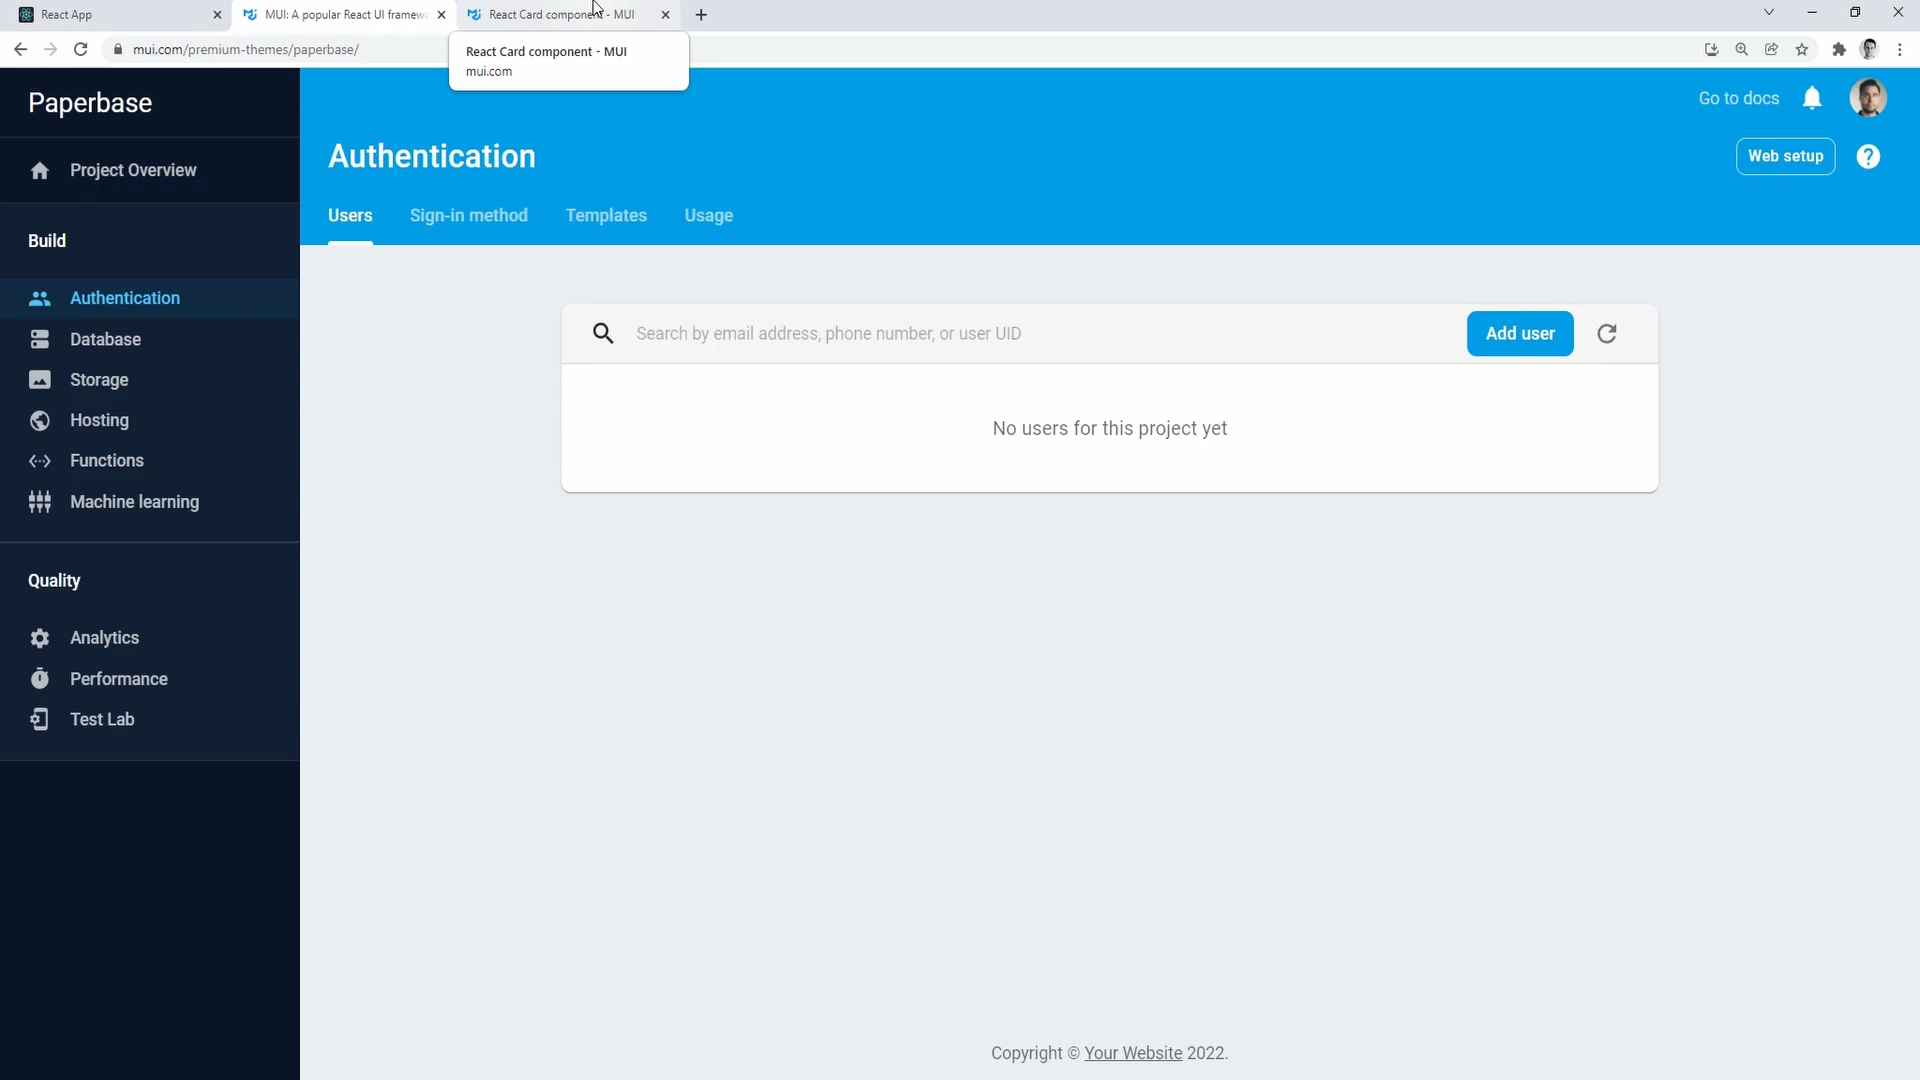 React App
MUI: A popular React UI framew
React Card component - MUI
mui.com/premium-themes/paperbase/
React Card component - MUI
mui.com
Paperbase
Project Overview
Build
Authentication
Database
Storage
Hosting
Functions
Machine learning
Quality
Analytics
Performance
Test Lab
Go to docs
Authentication
Web setup
?
Users Sign-in method Templates Usage
Search by email address, phone number, or user UID
Add user
No users for this project yet
Copyright © Your Website 2022.